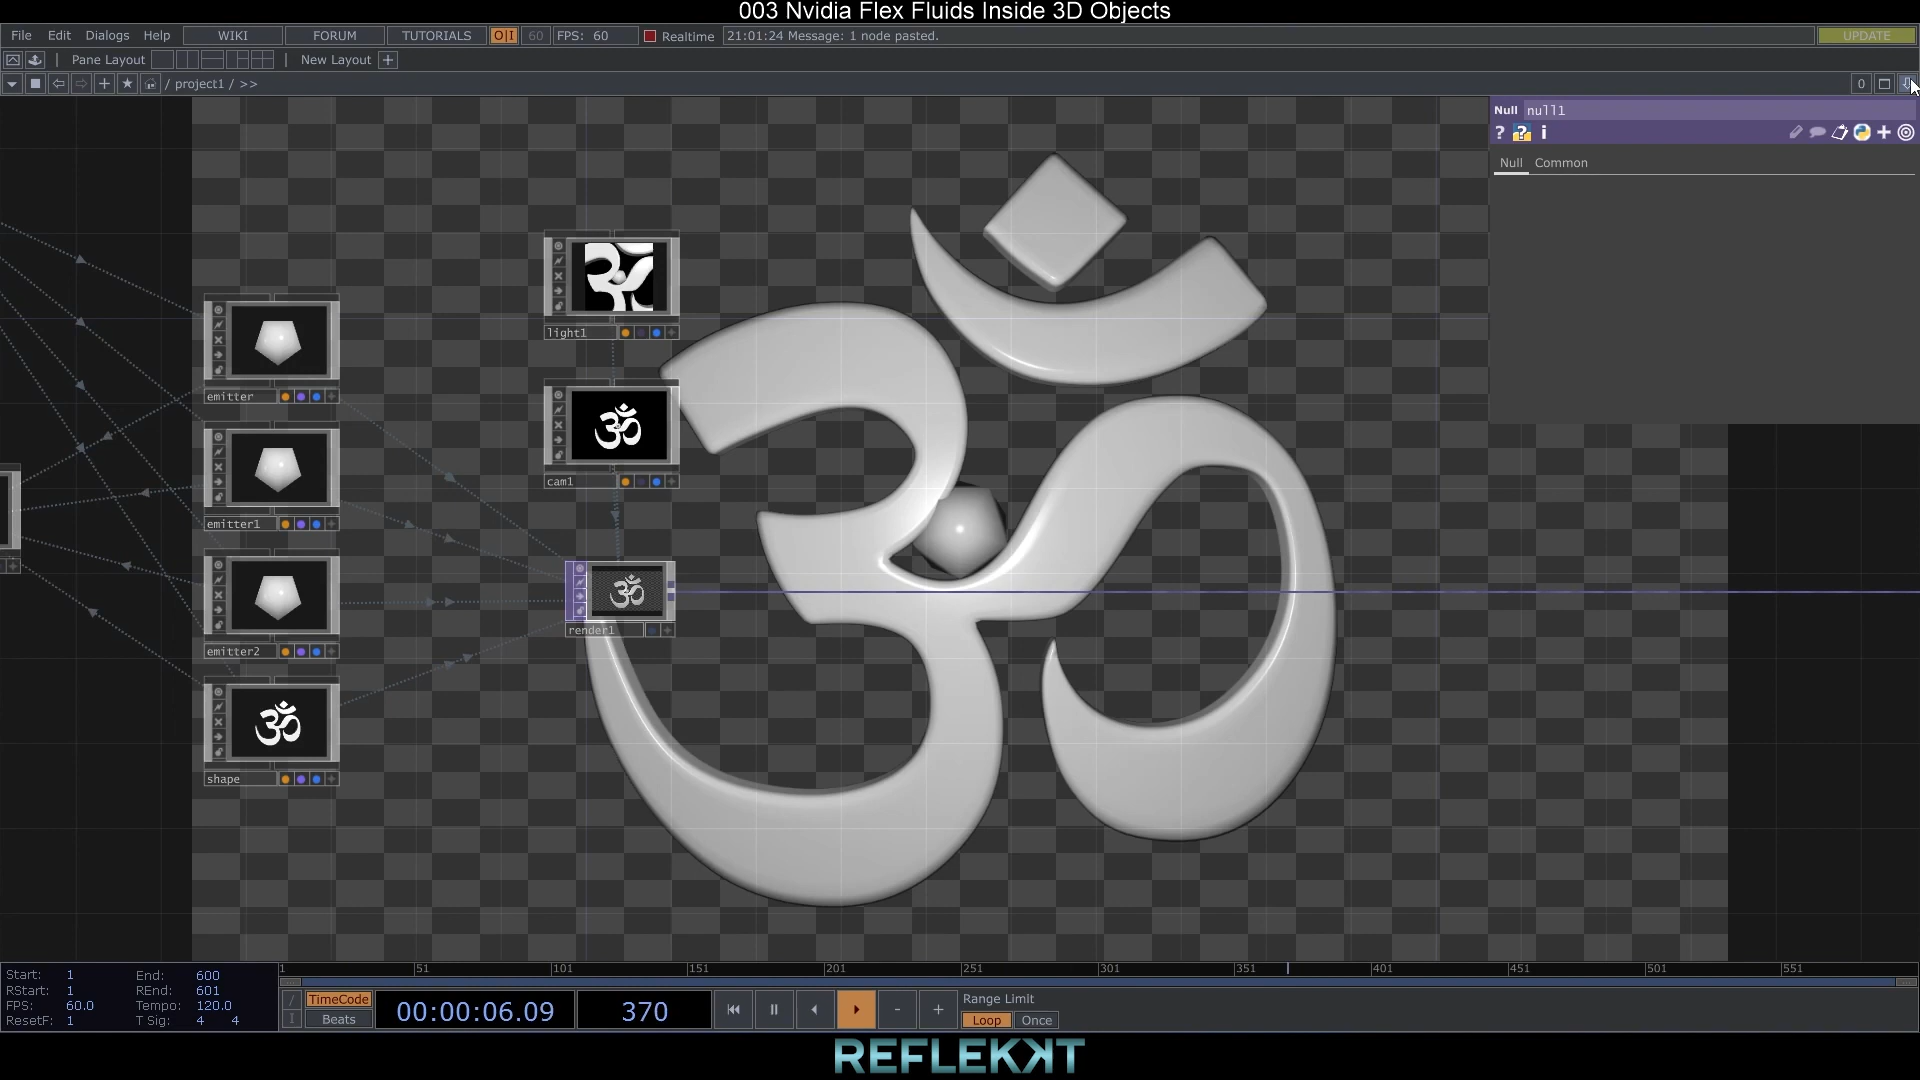 003 Nvidia Flex Fluids Inside 3D Objects
File Edit Dialogs Help WIKI FORUM TUTORIALS O|I 60 FPS: 60 Realtime 21:01:24 Message: 1 node pasted. UPDATE
Pane Layout New Layout +
/ project1 / >> 0
Null null1
? ? i
Null Common
light1
emitter
cam1
emitter1
render1
emitter2
shape
ॐ
1 51 101 151 201 251 301 351 401 451 501 551
Start: 1 End: 600
RStart: 1 REnd: 601
FPS: 60.0 Tempo: 120.0
ResetF: 1 T Sig: 4 4
/ TimeCode
I Beats
00:00:06.09 370 - +
Range Limit
Loop Once
REFLEKKT